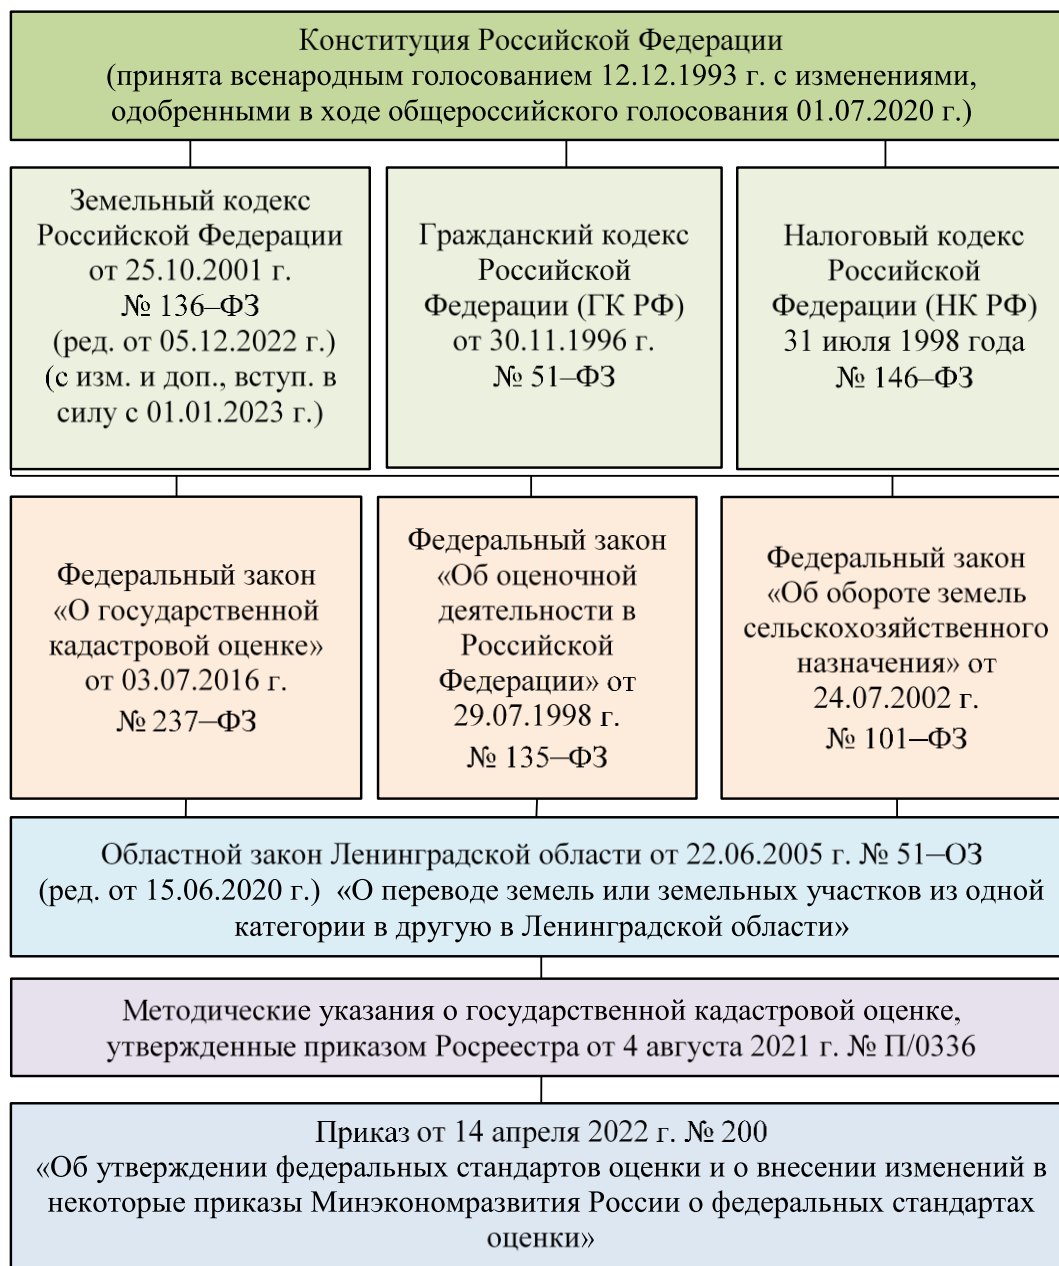 Конституция Российской Федерации
(принята всенародным голосованием 12.12.1993 г. с изменениями,
одобренными в ходе общероссийского голосования 01.07.2020 г.)
Земельный кодекс
Российской Федерации
от 25.10.2001 г.
№ 136–ФЗ
(ред. от 05.12.2022 г.)
(с изм. и доп., вступ. в
силу с 01.01.2023 г.)
Гражданский кодекс
Российской
Федерации (ГК РФ)
от 30.11.1996 г.
№ 51–ФЗ
Налоговый кодекс
Российской
Федерации (НК РФ)
31 июля 1998 года
№ 146–ФЗ
Федеральный закон
«О государственной
кадастровой оценке»
от 03.07.2016 г.
№ 237–ФЗ
Федеральный закон
«Об оценочной
деятельности в
Российской
Федерации» от
29.07.1998 г.
№ 135–ФЗ
Федеральный закон
«Об обороте земель
сельскохозяйственного
назначения» от
24.07.2002 г.
№ 101–ФЗ
Областной закон Ленинградской области от 22.06.2005 г. № 51–ОЗ
(ред. от 15.06.2020 г.) «О переводе земель или земельных участков из одной
категории в другую в Ленинградской области»
Методические указания о государственной кадастровой оценке,
утвержденные приказом Росреестра от 4 августа 2021 г. № П/0336
Приказ от 14 апреля 2022 г. № 200
«Об утверждении федеральных стандартов оценки и о внесении изменений в
некоторые приказы Минэкономразвития России о федеральных стандартах
оценки»